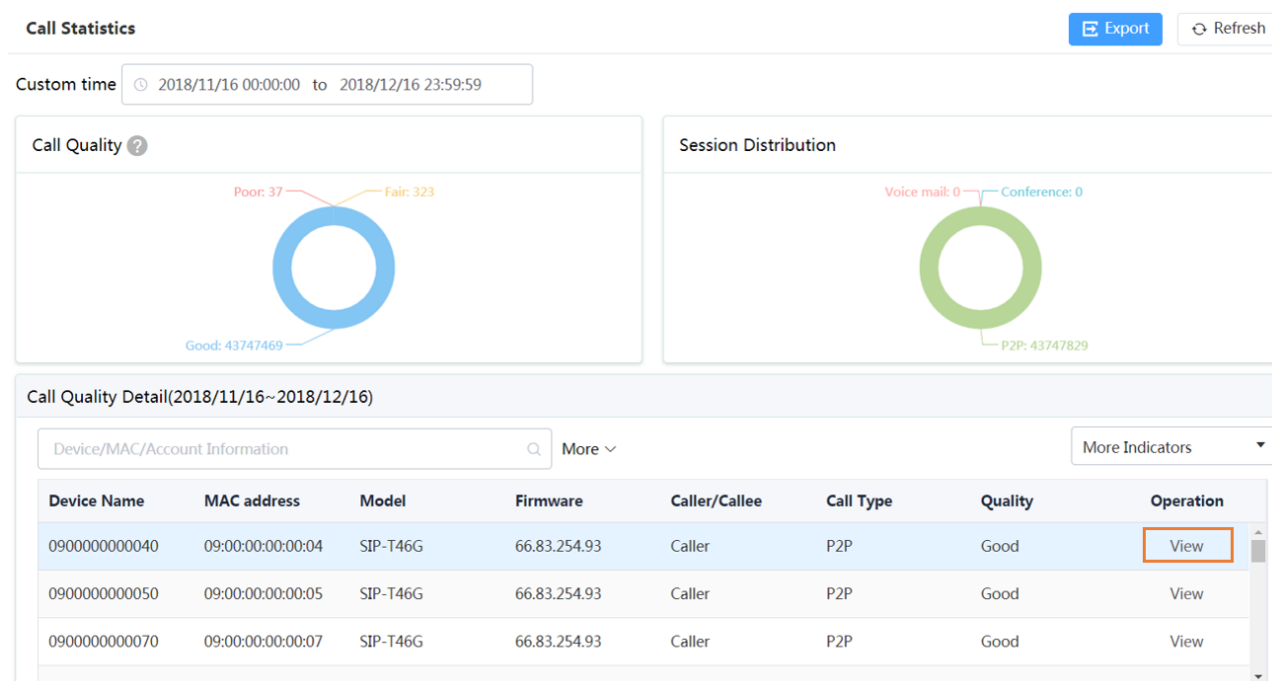 Call Statistics
Export
Refresh
Custom time 2018/11/16 00:00:00 to 2018/12/16 23:59:59
Call Quality ?
Session Distribution
Poor: 37
Fair: 323
Voice mail: 0
Conference: 0
Good: 43747469
P2P: 43747829
Call Quality Detail(2018/11/16~2018/12/16)
Device/MAC/Account Information
More
More Indicators
Device Name MAC address Model Firmware Caller/Callee Call Type Quality Operation
0900000000040 09:00:00:00:00:04 SIP-T46G 66.83.254.93 Caller P2P Good View
0900000000050 09:00:00:00:00:05 SIP-T46G 66.83.254.93 Caller P2P Good View
0900000000070 09:00:00:00:00:07 SIP-T46G 66.83.254.93 Caller P2P Good View